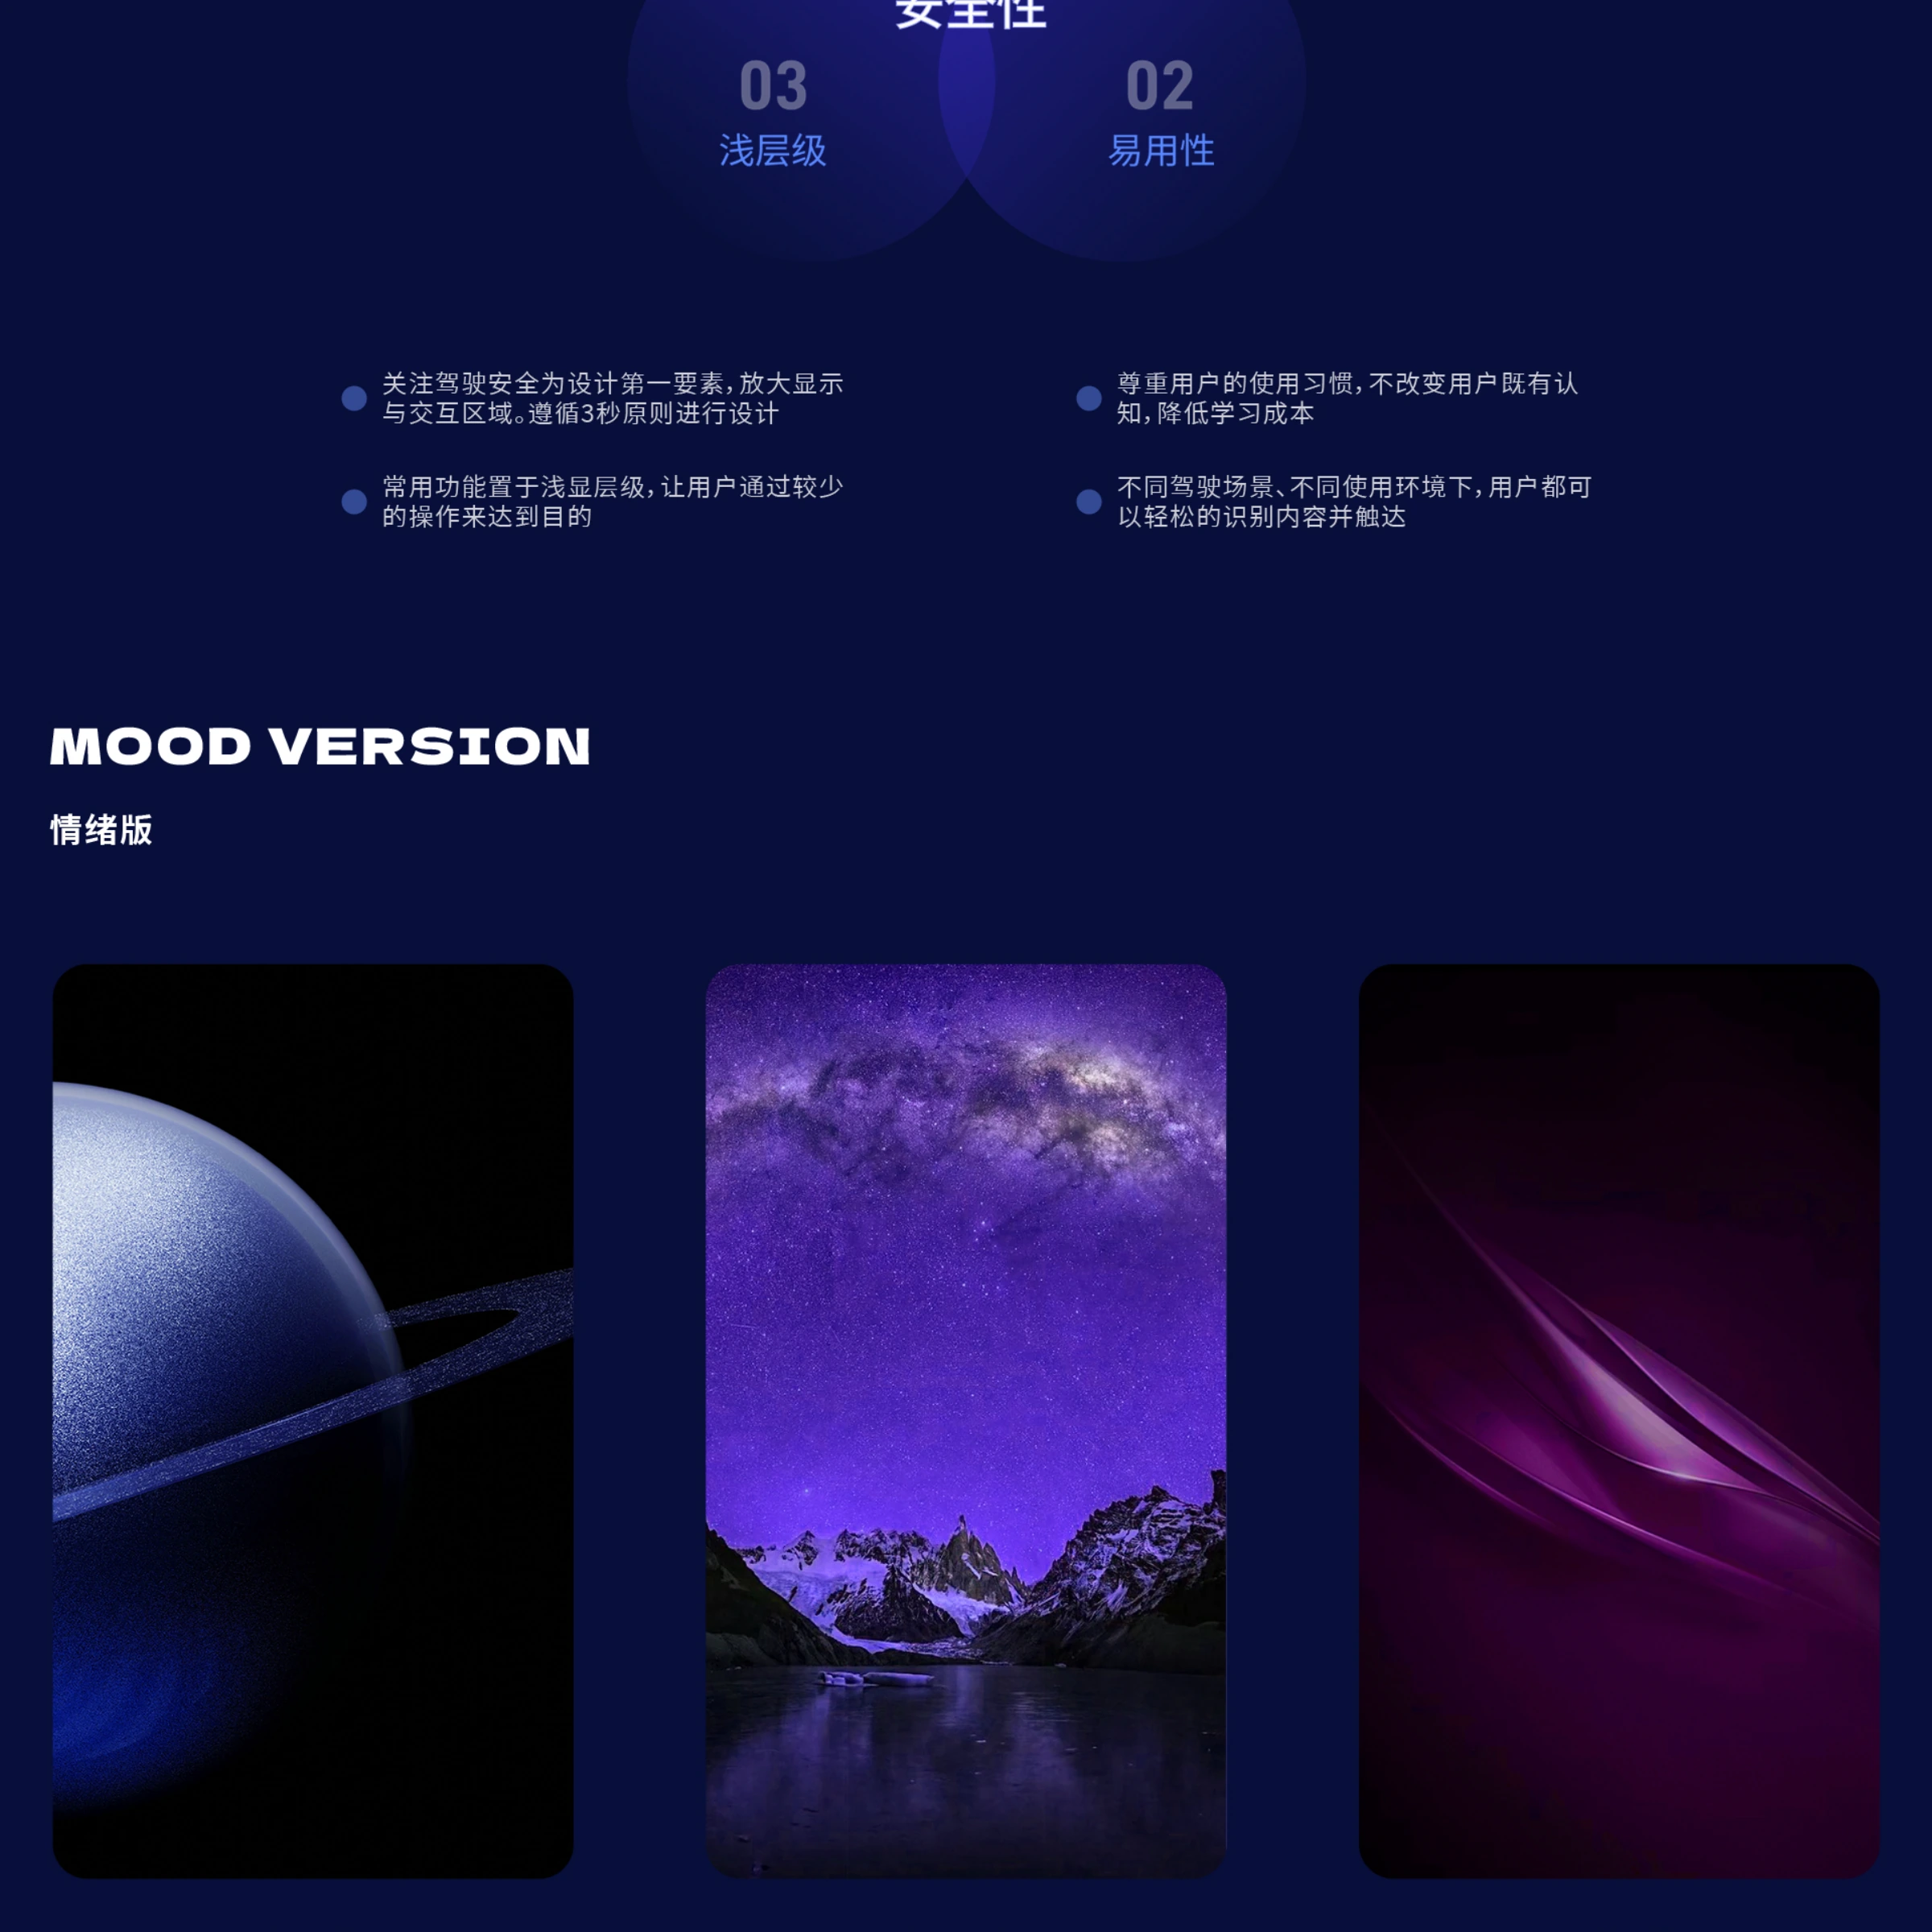 安全性
03
02
浅层级
易用性
关注驾驶安全为设计第一要素，放大显示
与交互区域。遵循3秒原则进行设计
尊重用户的使用习惯，不改变用户既有认
知，降低学习成本
常用功能置于浅显层级，让用户通过较少
的操作来达到目的
不同驾驶场景、不同使用环境下，用户都可
以轻松的识别内容并触达
MOOD VERSION
情绪版